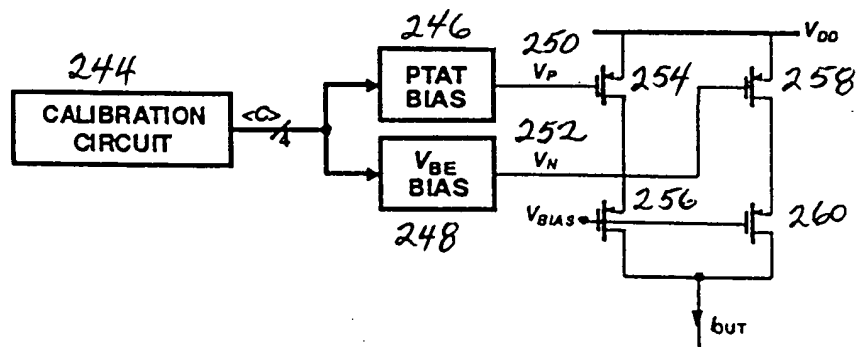 246
250
V_DD
244
PTAT BIAS
V_P
254
258
CALIBRATION CIRCUIT
<C>
4
252
V_BE BIAS
V_N
256
248
V_BIAS
260
I_OUT